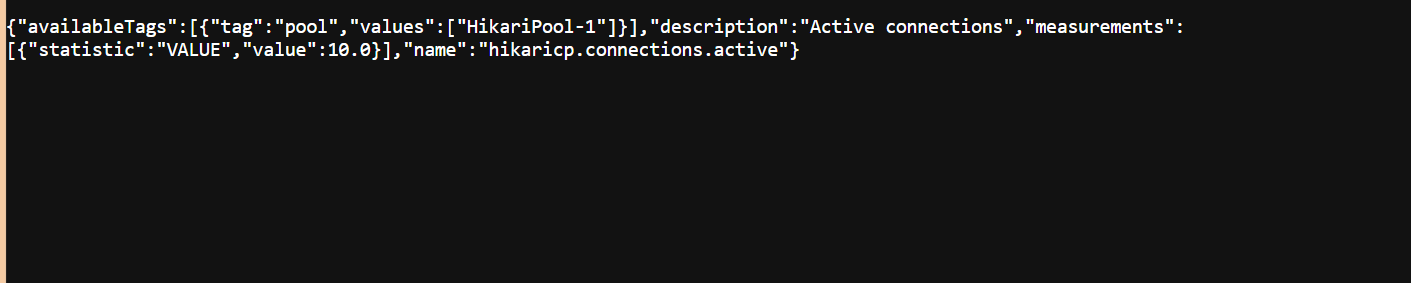 {"availableTags":[{"tag":"pool","values":["HikariPool-1"]}],"description":"Active connections","measurements":
[{"statistic":"VALUE","value":10.0}],"name":"hikaricp.connections.active"}